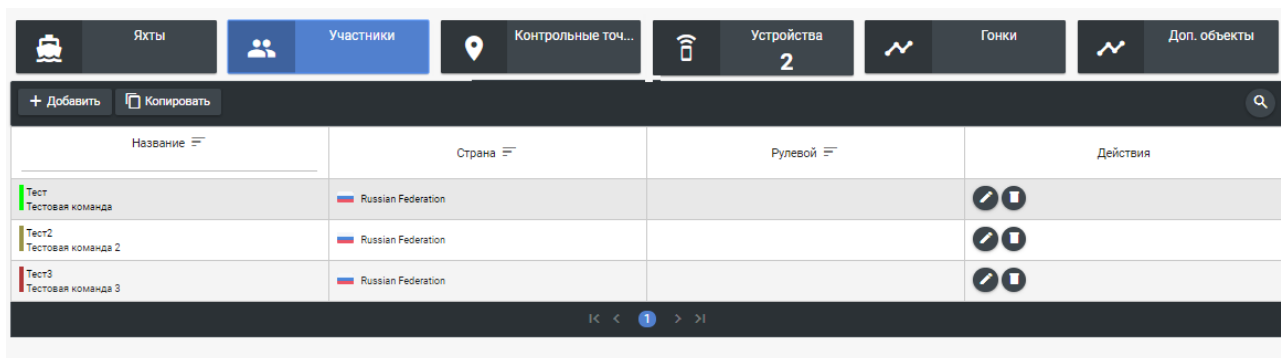 Яхты
Участники
Контрольные точ...
Устройства
2
Гонки
Доп. объекты
+ Добавить
Копировать
Название
Страна
Рулевой
Действия
Тест
Тестовая команда
Russian Federation
Тест2
Тестовая команда 2
Russian Federation
Тест3
Тестовая команда 3
Russian Federation
1